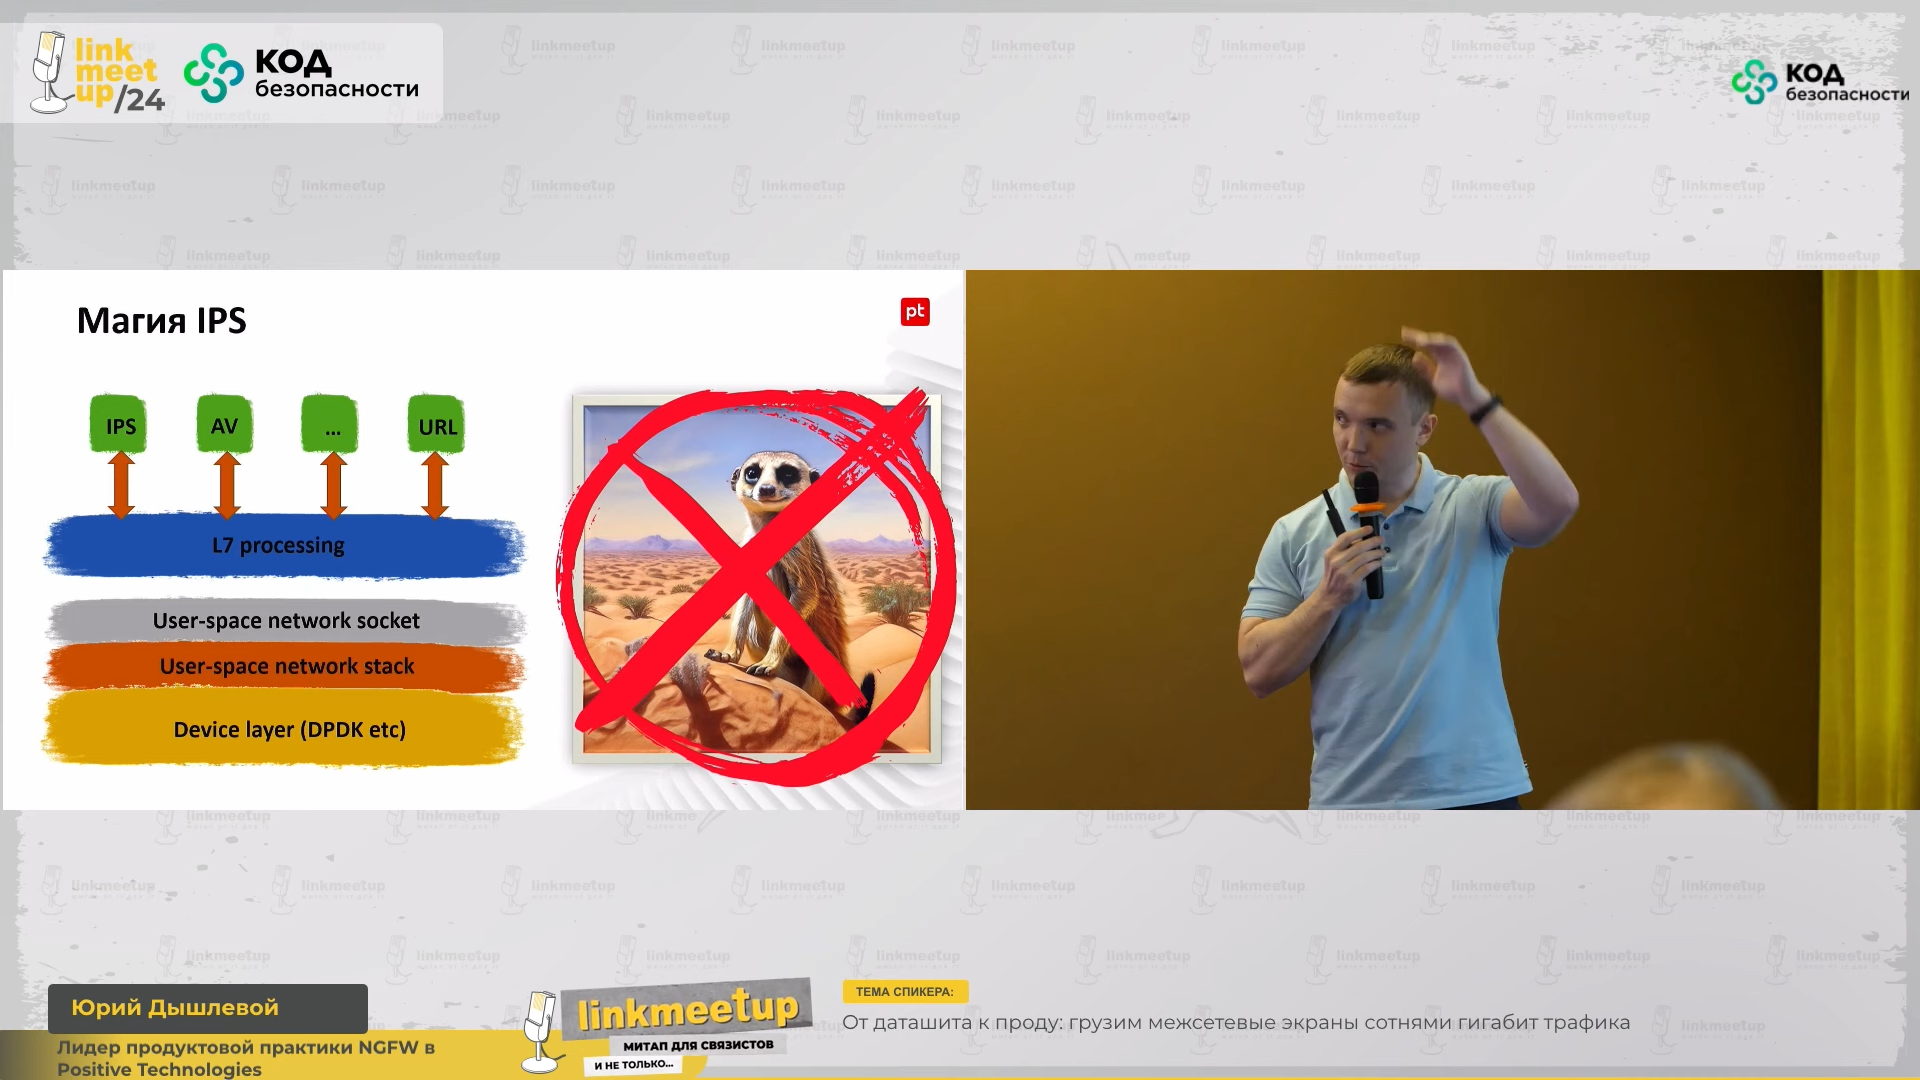 link
meet
up/24
КОД
безопасности
КОД
безопасности
Магия IPS
pt
IPS
AV
...
URL
L7 processing
User-space network socket
User-space network stack
Device layer (DPDK etc)
Юрий Дышлевой
Лидер продуктовой практики NGFW в
Positive Technologies
linkmeetup
МИТАП ДЛЯ СВЯЗИСТОВ
И НЕ ТОЛЬКО...
ТЕМА СПИКЕРА:
От даташита к проду: грузим межсетевые экраны сотнями гигабит трафика